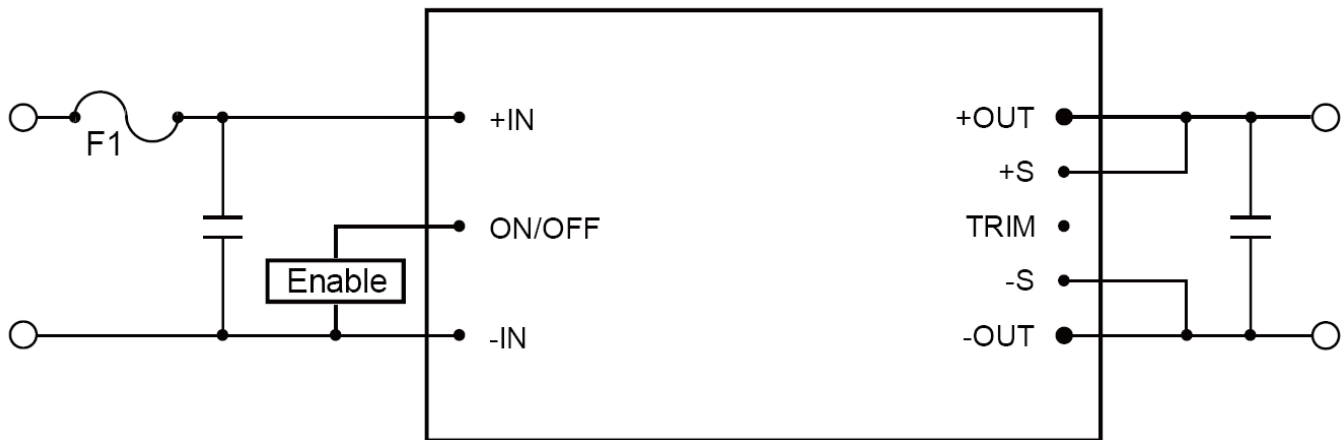 F1
+IN
ON/OFF
Enable
-IN
+OUT
+S
TRIM
-S
-OUT